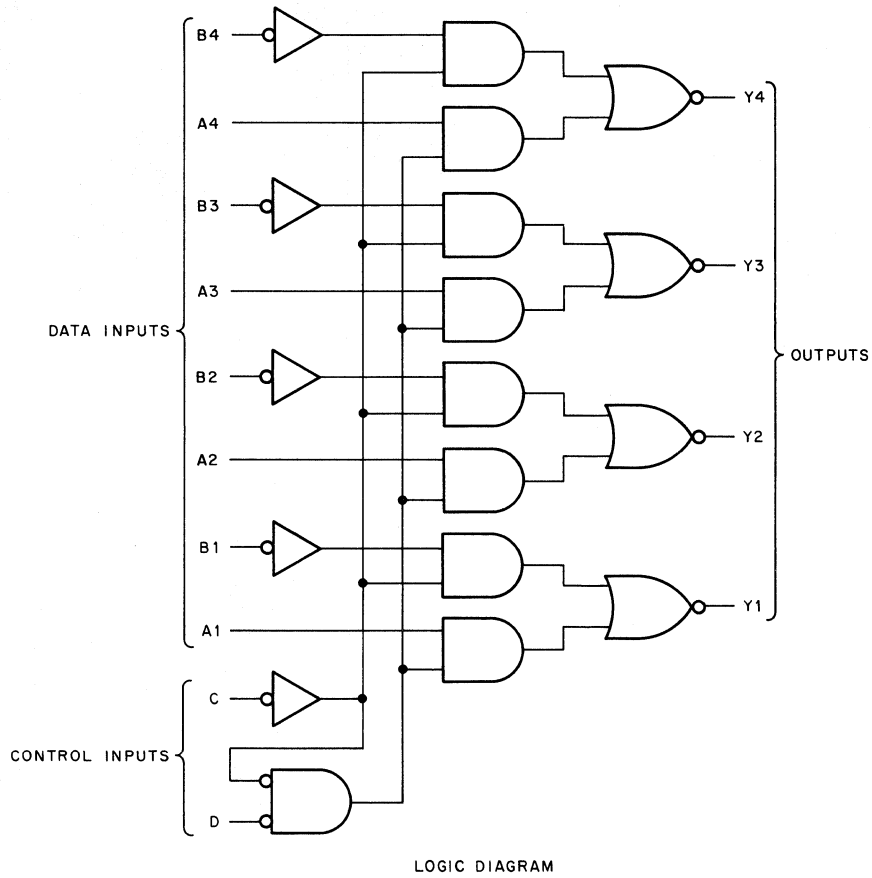 B4
A4
Y4
B3
A3
Y3
DATA INPUTS
OUTPUTS
B2
A2
Y2
B1
A1
Y1
C
CONTROL INPUTS
D
LOGIC DIAGRAM